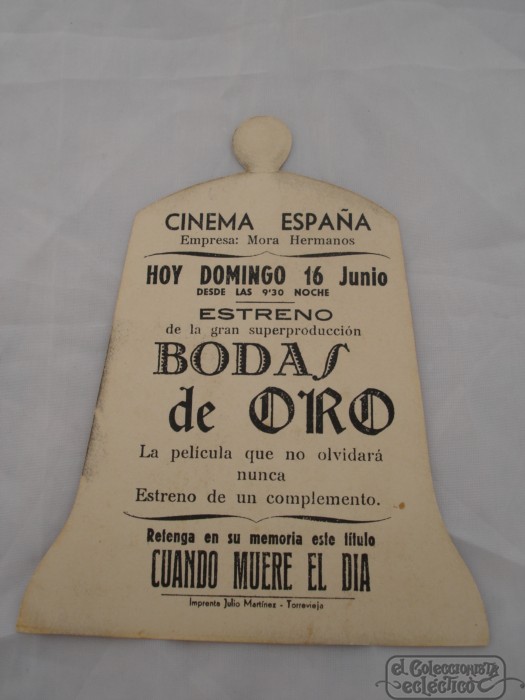 CINEMA ESPAÑA
Empresa: Mora Hermanos
HOY DOMINGO 16 Junio
DESDE LAS 9'30 NOCHE
ESTRENO
de la gran superproducción
BODAS
de ORO
La película que no olvidará
nunca
Estreno de un complemento.
Retenga en su memoria este título
CUANDO MUERE EL DIA
Imprenta Julio Martínez - Torrevieja
el Coleccionista
ecléctico